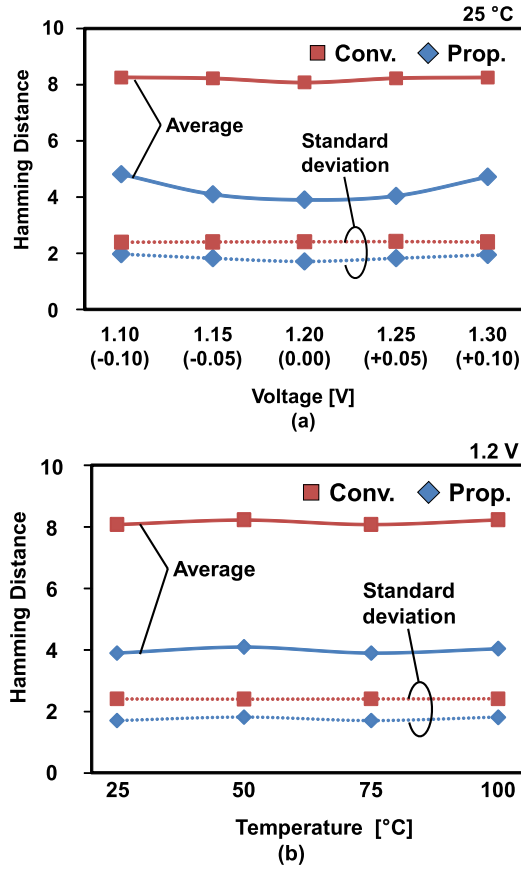 25 °C
10
Conv. Prop.
8
Average
6
Standard
deviation
4
2
0
Hamming Distance
1.10 1.15 1.20 1.25 1.30
(-0.10) (-0.05) (0.00) (+0.05) (+0.10)
Voltage [V]
(a)
1.2 V
10
Conv. Prop.
8
Average
6
Standard
deviation
4
2
0
Hamming Distance
25 50 75 100
Temperature [°C]
(b)